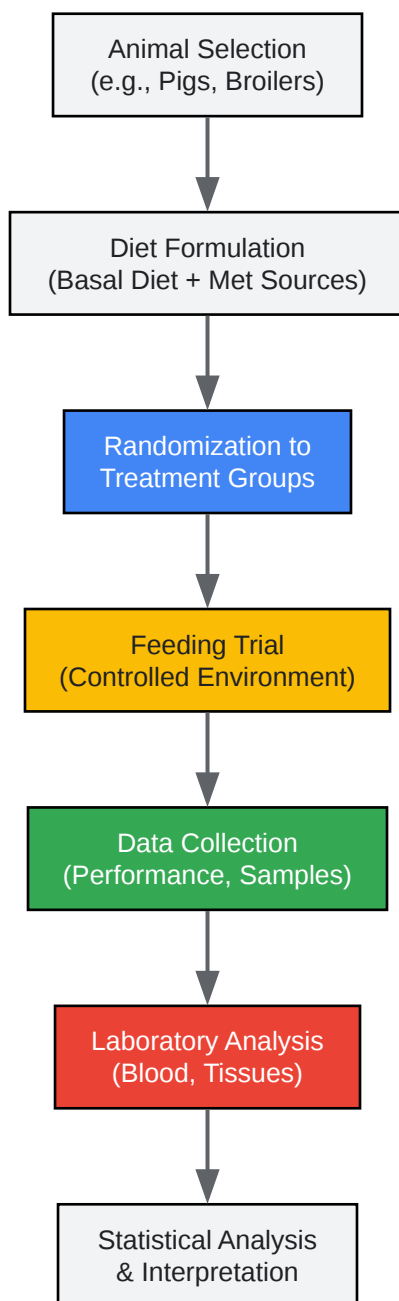 Animal Selection
(e.g., Pigs, Broilers)
Diet Formulation
(Basal Diet + Met Sources)
Randomization to
Treatment Groups
Feeding Trial
(Controlled Environment)
Data Collection
(Performance, Samples)
Laboratory Analysis
(Blood, Tissues)
Statistical Analysis
& Interpretation